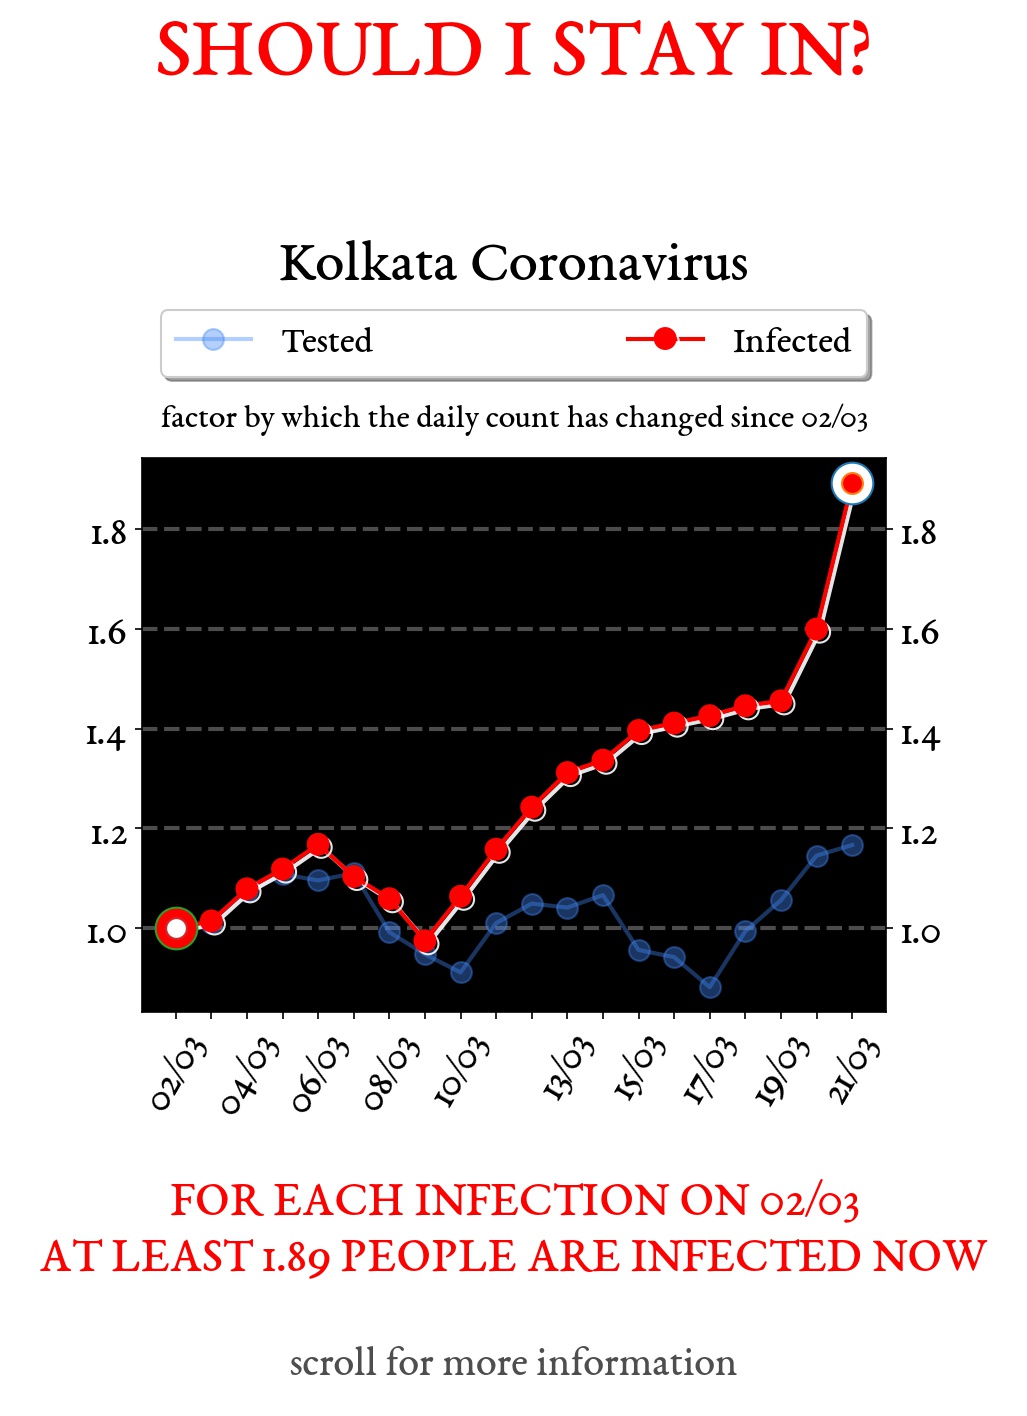 SHOULD I STAY IN?
Kolkata Coronavirus
Tested Infected
factor by which the daily count has changed since 02/03
1.8 1.8
1.6 1.6
1.4 1.4
1.2 1.2
1.0 1.0
02/03 04/03 06/03 08/03 10/03 13/03 15/03 17/03 19/03 21/03
FOR EACH INFECTION ON 02/03
AT LEAST 1.89 PEOPLE ARE INFECTED NOW
scroll for more information